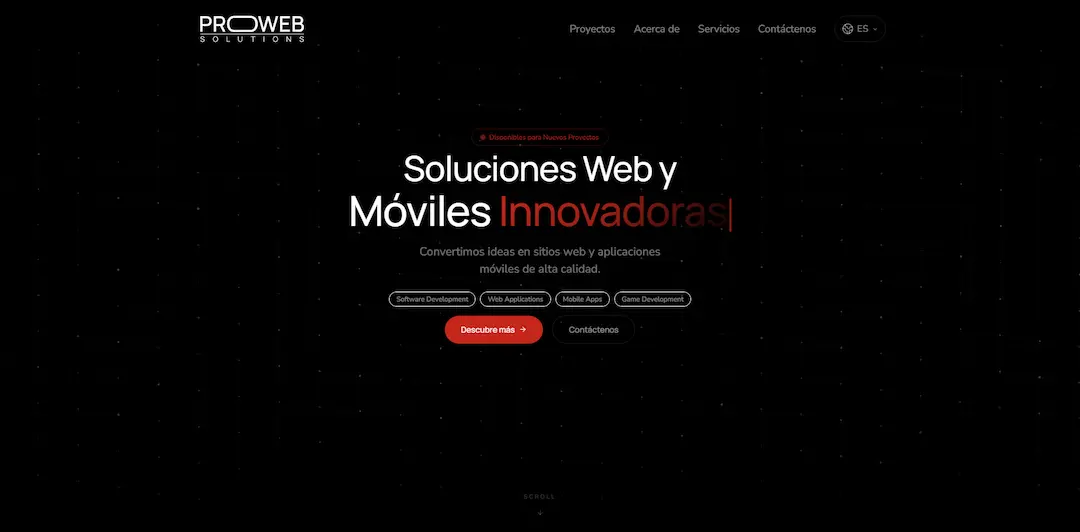 PROWEB
SOLUTIONS
Proyectos
Acerca de
Servicios
Contáctenos
ES
Disponibles para Nuevos Proyectos
Soluciones Web y
Móviles Innovadoras
Convertimos ideas en sitios web y aplicaciones
móviles de alta calidad.
Software Development
Web Applications
Mobile Apps
Game Development
Descubre más →
Contáctenos
SCROLL